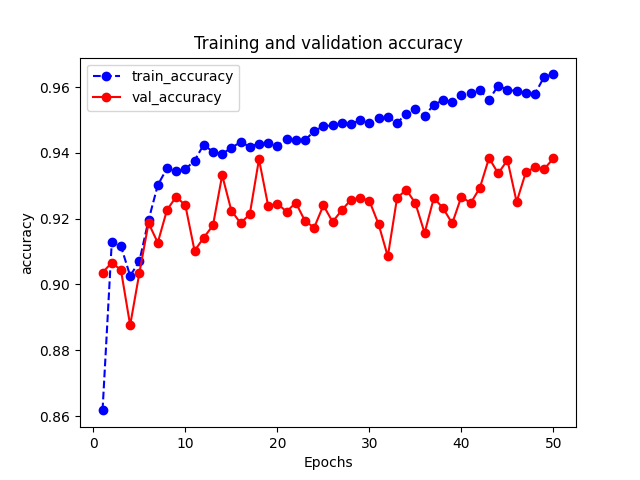 Training and validation accuracy
train_accuracy
val_accuracy
accuracy
0.96
0.94
0.92
0.90
0.88
0.86
0 10 20 30 40 50
Epochs